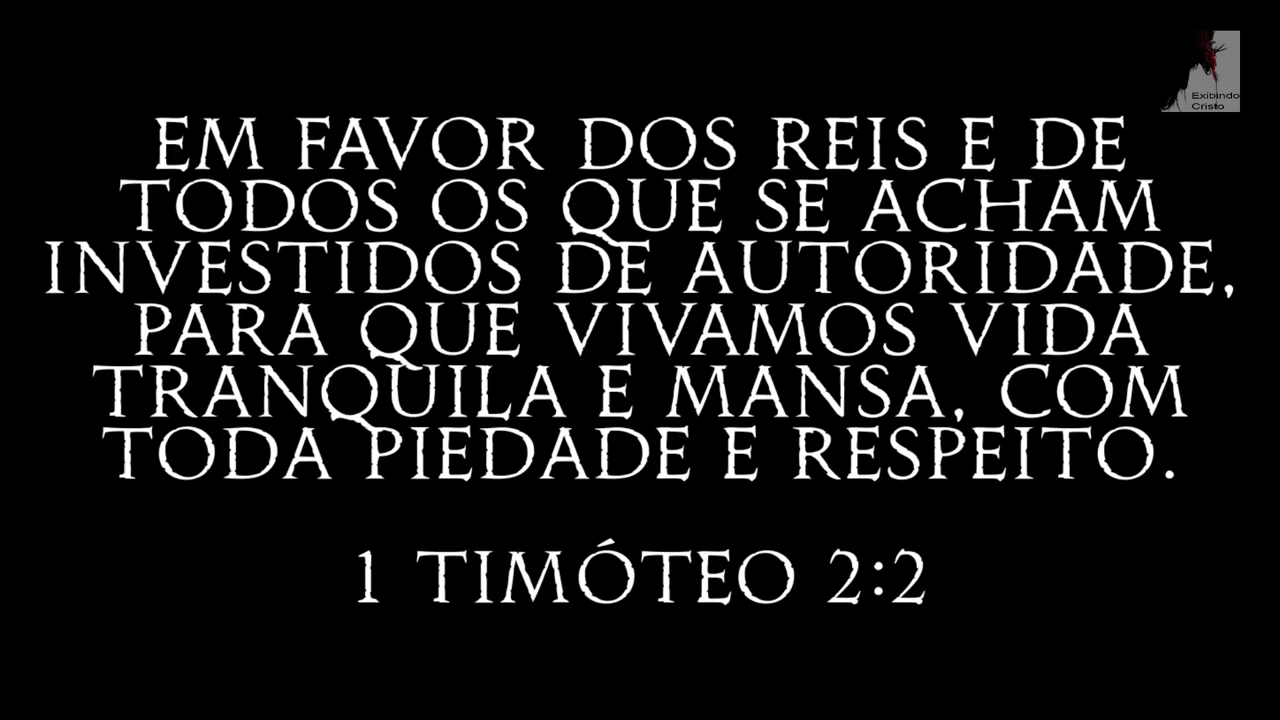 Exibindo
Cristo
EM FAVOR DOS REIS E DE
TODOS OS QUE SE ACHAM
INVESTIDOS DE AUTORIDADE,
PARA QUE VIVAMOS VIDA
TRANQUILA E MANSA, COM
TODA PIEDADE E RESPEITO.
1 TIMÓTEO 2:2